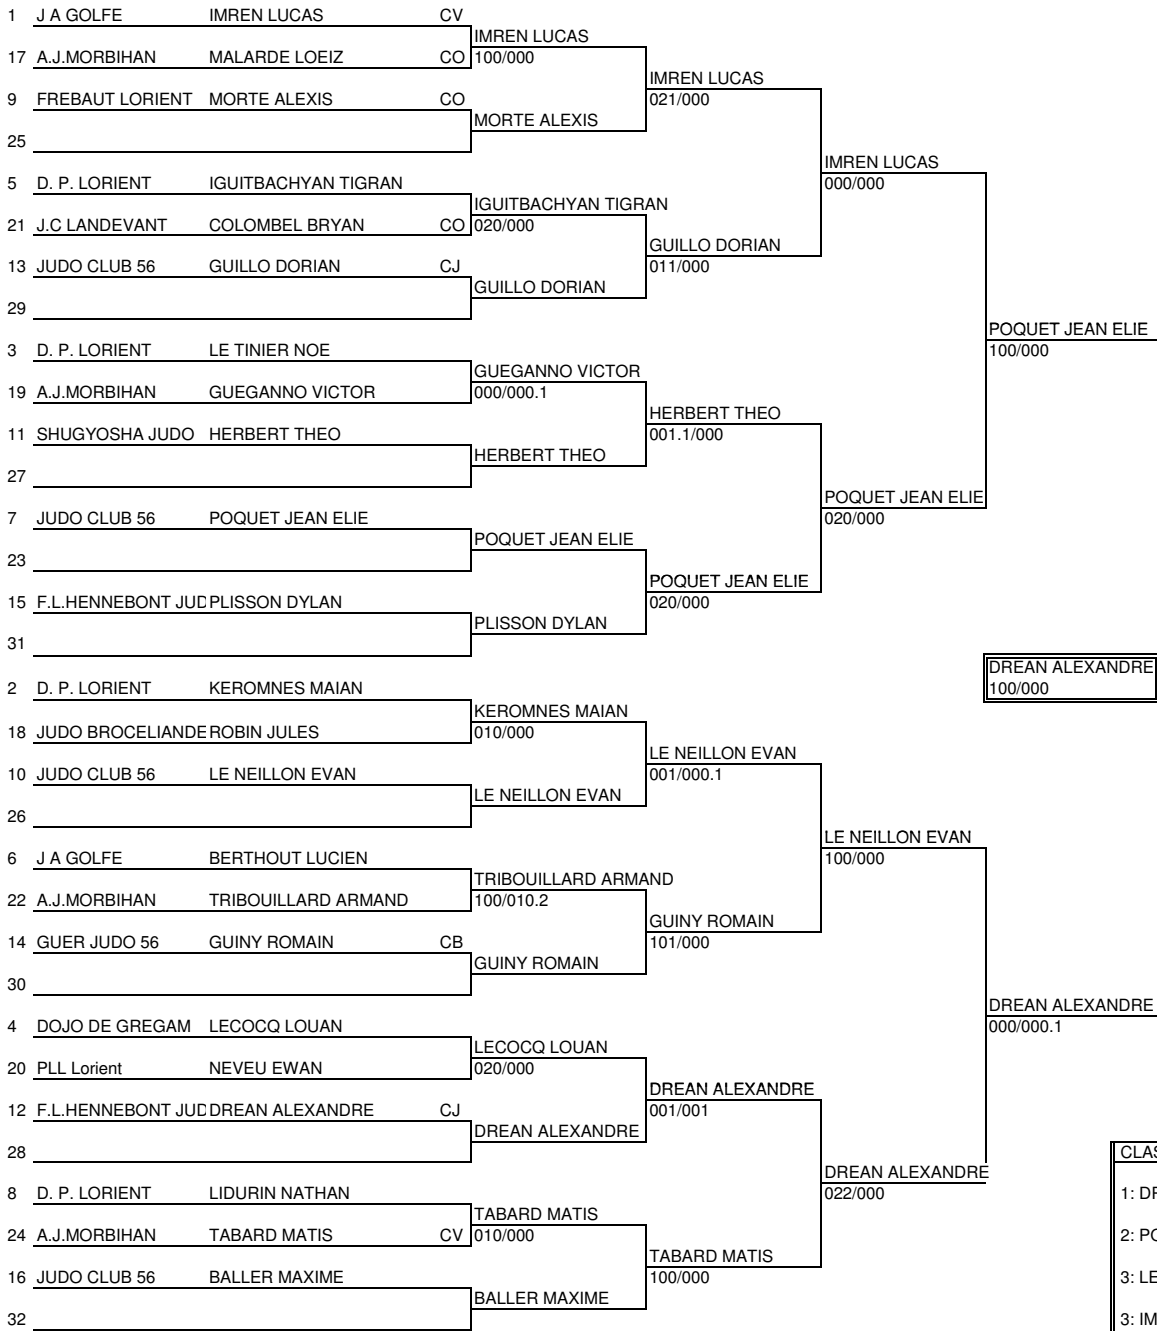 1 J A GOLFE IMREN LUCAS CV
IMREN LUCAS
17 A.J.MORBIHAN MALARDE LOEIZ CO 100/000
IMREN LUCAS
9 FREBAUT LORIENT MORTE ALEXIS CO 021/000
MORTE ALEXIS
25
IMREN LUCAS
5 D. P. LORIENT IGUITBACHYAN TIGRAN 000/000
IGUITBACHYAN TIGRAN
21 J.C LANDEVANT COLOMBEL BRYAN CO 020/000
GUILLO DORIAN
13 JUDO CLUB 56 GUILLO DORIAN CJ 011/000
GUILLO DORIAN
29
POQUET JEAN ELIE
3 D. P. LORIENT LE TINIER NOE 100/000
GUEGANNO VICTOR
19 A.J.MORBIHAN GUEGANNO VICTOR 000/000.1
HERBERT THEO
11 SHUGYOSHA JUDO HERBERT THEO 001.1/000
HERBERT THEO
27
POQUET JEAN ELIE
7 JUDO CLUB 56 POQUET JEAN ELIE 020/000
POQUET JEAN ELIE
23
POQUET JEAN ELIE
15 F.L.HENNEBONT JUD PLISSON DYLAN 020/000
PLISSON DYLAN
31
DREAN ALEXANDRE
2 D. P. LORIENT KEROMNES MAIAN 100/000
KEROMNES MAIAN
18 JUDO BROCELIANDE ROBIN JULES 010/000
LE NEILLON EVAN
10 JUDO CLUB 56 LE NEILLON EVAN 001/000.1
LE NEILLON EVAN
26
LE NEILLON EVAN
6 J A GOLFE BERTHOUT LUCIEN 100/000
TRIBOUILLARD ARMAND
22 A.J.MORBIHAN TRIBOUILLARD ARMAND 100/010.2
GUINY ROMAIN
14 GUER JUDO 56 GUINY ROMAIN CB 101/000
GUINY ROMAIN
30
DREAN ALEXANDRE
4 DOJO DE GREGAM LECOCQ LOUAN 000/000.1
LECOCQ LOUAN
20 PLL Lorient NEVEU EWAN 020/000
DREAN ALEXANDRE
12 F.L.HENNEBONT JUD DREAN ALEXANDRE CJ 001/001
DREAN ALEXANDRE
28 CLAS
DREAN ALEXANDRE
8 D. P. LORIENT LIDURIN NATHAN 022/000 1: DR
TABARD MATIS
24 A.J.MORBIHAN TABARD MATIS CV 010/000 2: PO
TABARD MATIS
16 JUDO CLUB 56 BALLER MAXIME 100/000 3: LE
BALLER MAXIME
32 3: IM